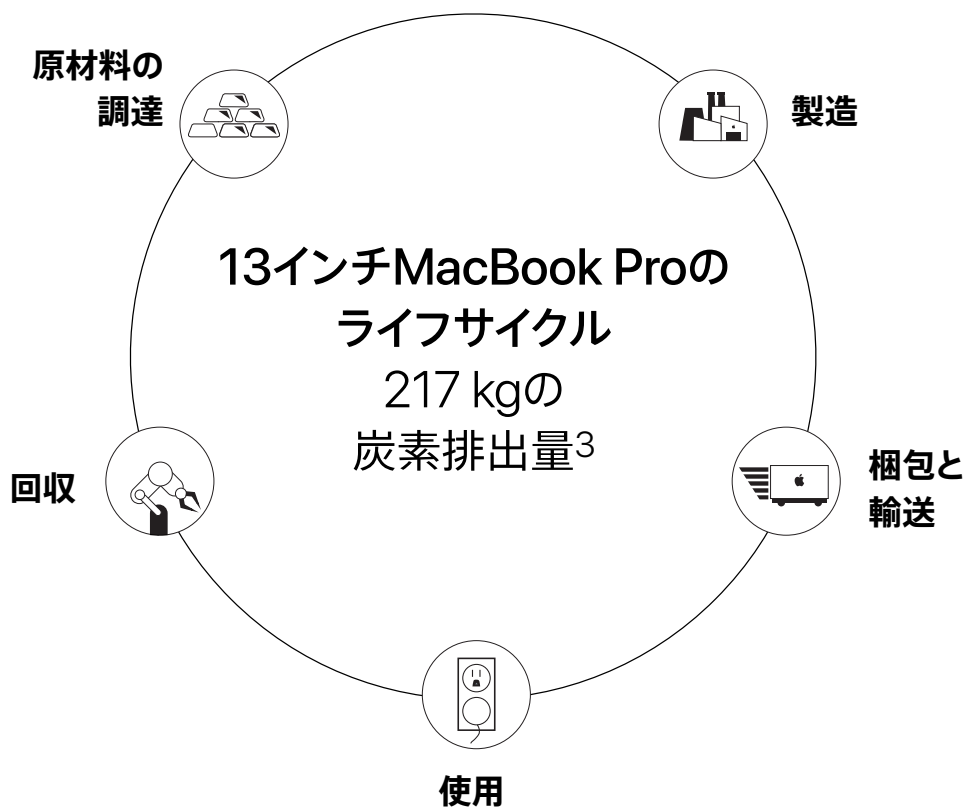 原材料の
調達
製造
13インチMacBook Proの
ライフサイクル
217 kgの
炭素排出量3
回収
梱包と
輸送
使用